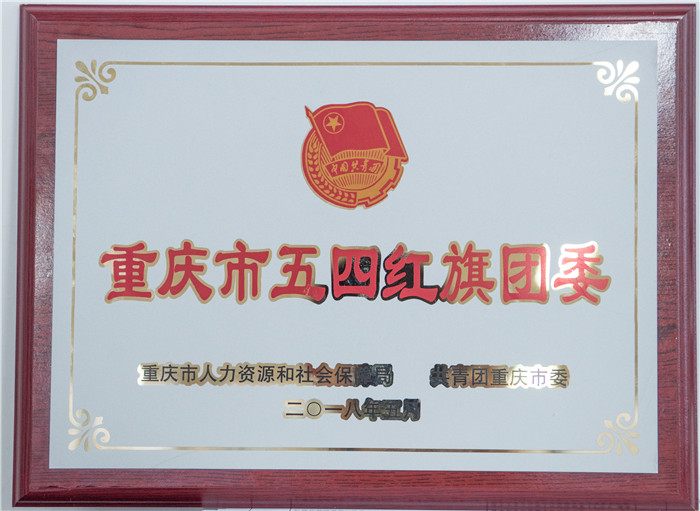 中国共青团
重庆市五四红旗团委
重庆市人力资源和社会保障局 共青团重庆市委
二〇一八年五月